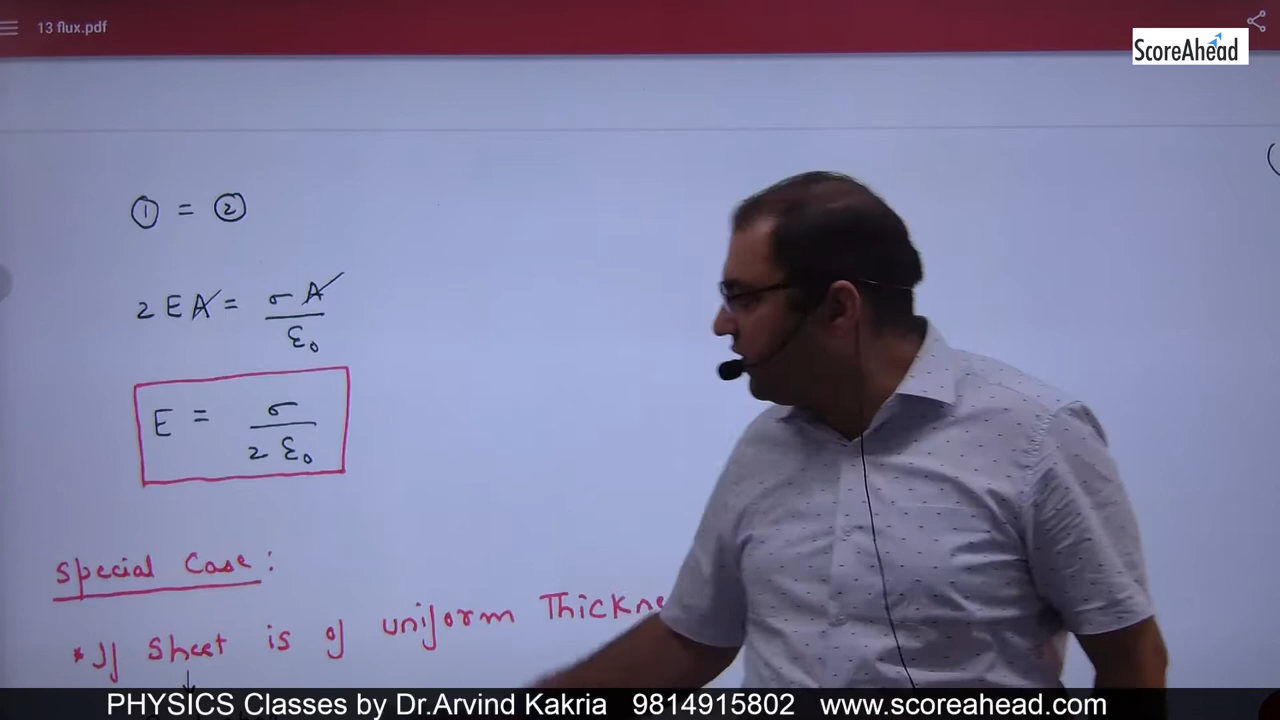 13 flux.pdf
ScoreAhead
① = ②
2 E A = σ A / ε₀
E = σ / 2 ε₀
Special Case:
* If sheet is of uniform
PHYSICS Classes by Dr.Arvind Kakria 9814915802 www.scoreahead.com